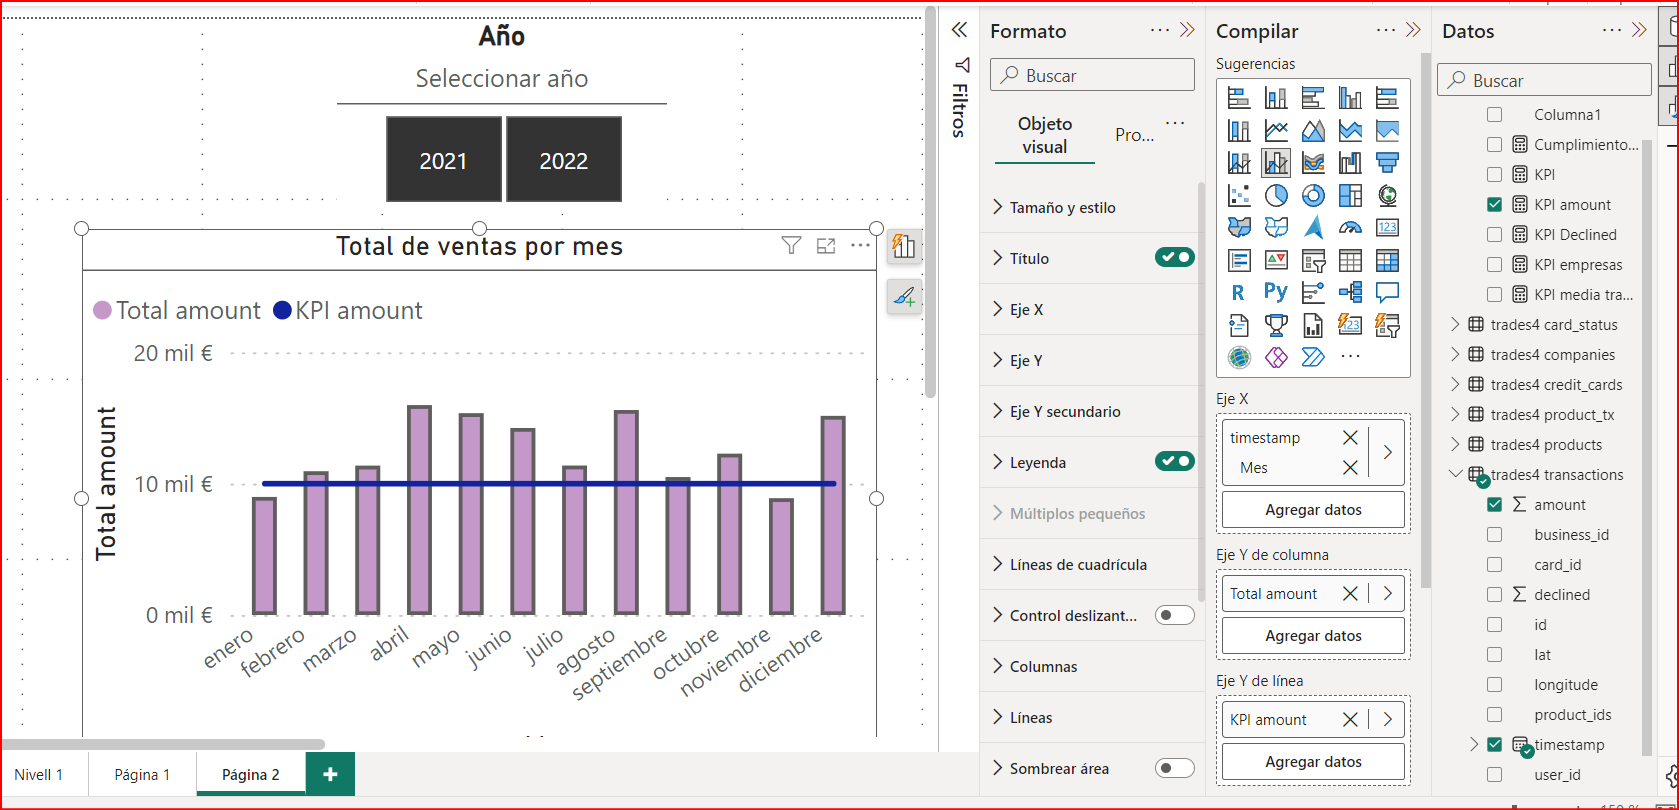 Año
Seleccionar año
2021
2022
Total de ventas por mes
Total amount
KPI amount
20 mil €
10 mil €
0 mil €
Total amount
enero
febrero
marzo
abril
mayo
junio
julio
agosto
septiembre
octubre
noviembre
diciembre
Nivell 1
Página 1
Página 2
+
Filtros
Formato
Buscar
Objeto
visual
Pro...
Tamaño y estilo
Título
Eje X
Eje Y
Eje Y secundario
Leyenda
Múltiplos pequeños
Líneas de cuadrícula
Control deslizant...
Columnas
Líneas
Sombrear área
Compilar
Sugerencias
123
R
Py
123
Eje X
timestamp
Mes
Agregar datos
Eje Y de columna
Total amount
Agregar datos
Eje Y de línea
KPI amount
Agregar datos
Datos
Buscar
Columna1
Cumplimiento...
KPI
KPI amount
KPI Declined
KPI empresas
KPI media tra...
trades4 card_status
trades4 companies
trades4 credit_cards
trades4 product_tx
trades4 products
trades4 transactions
amount
business_id
card_id
declined
id
lat
longitude
product_ids
timestamp
user_id